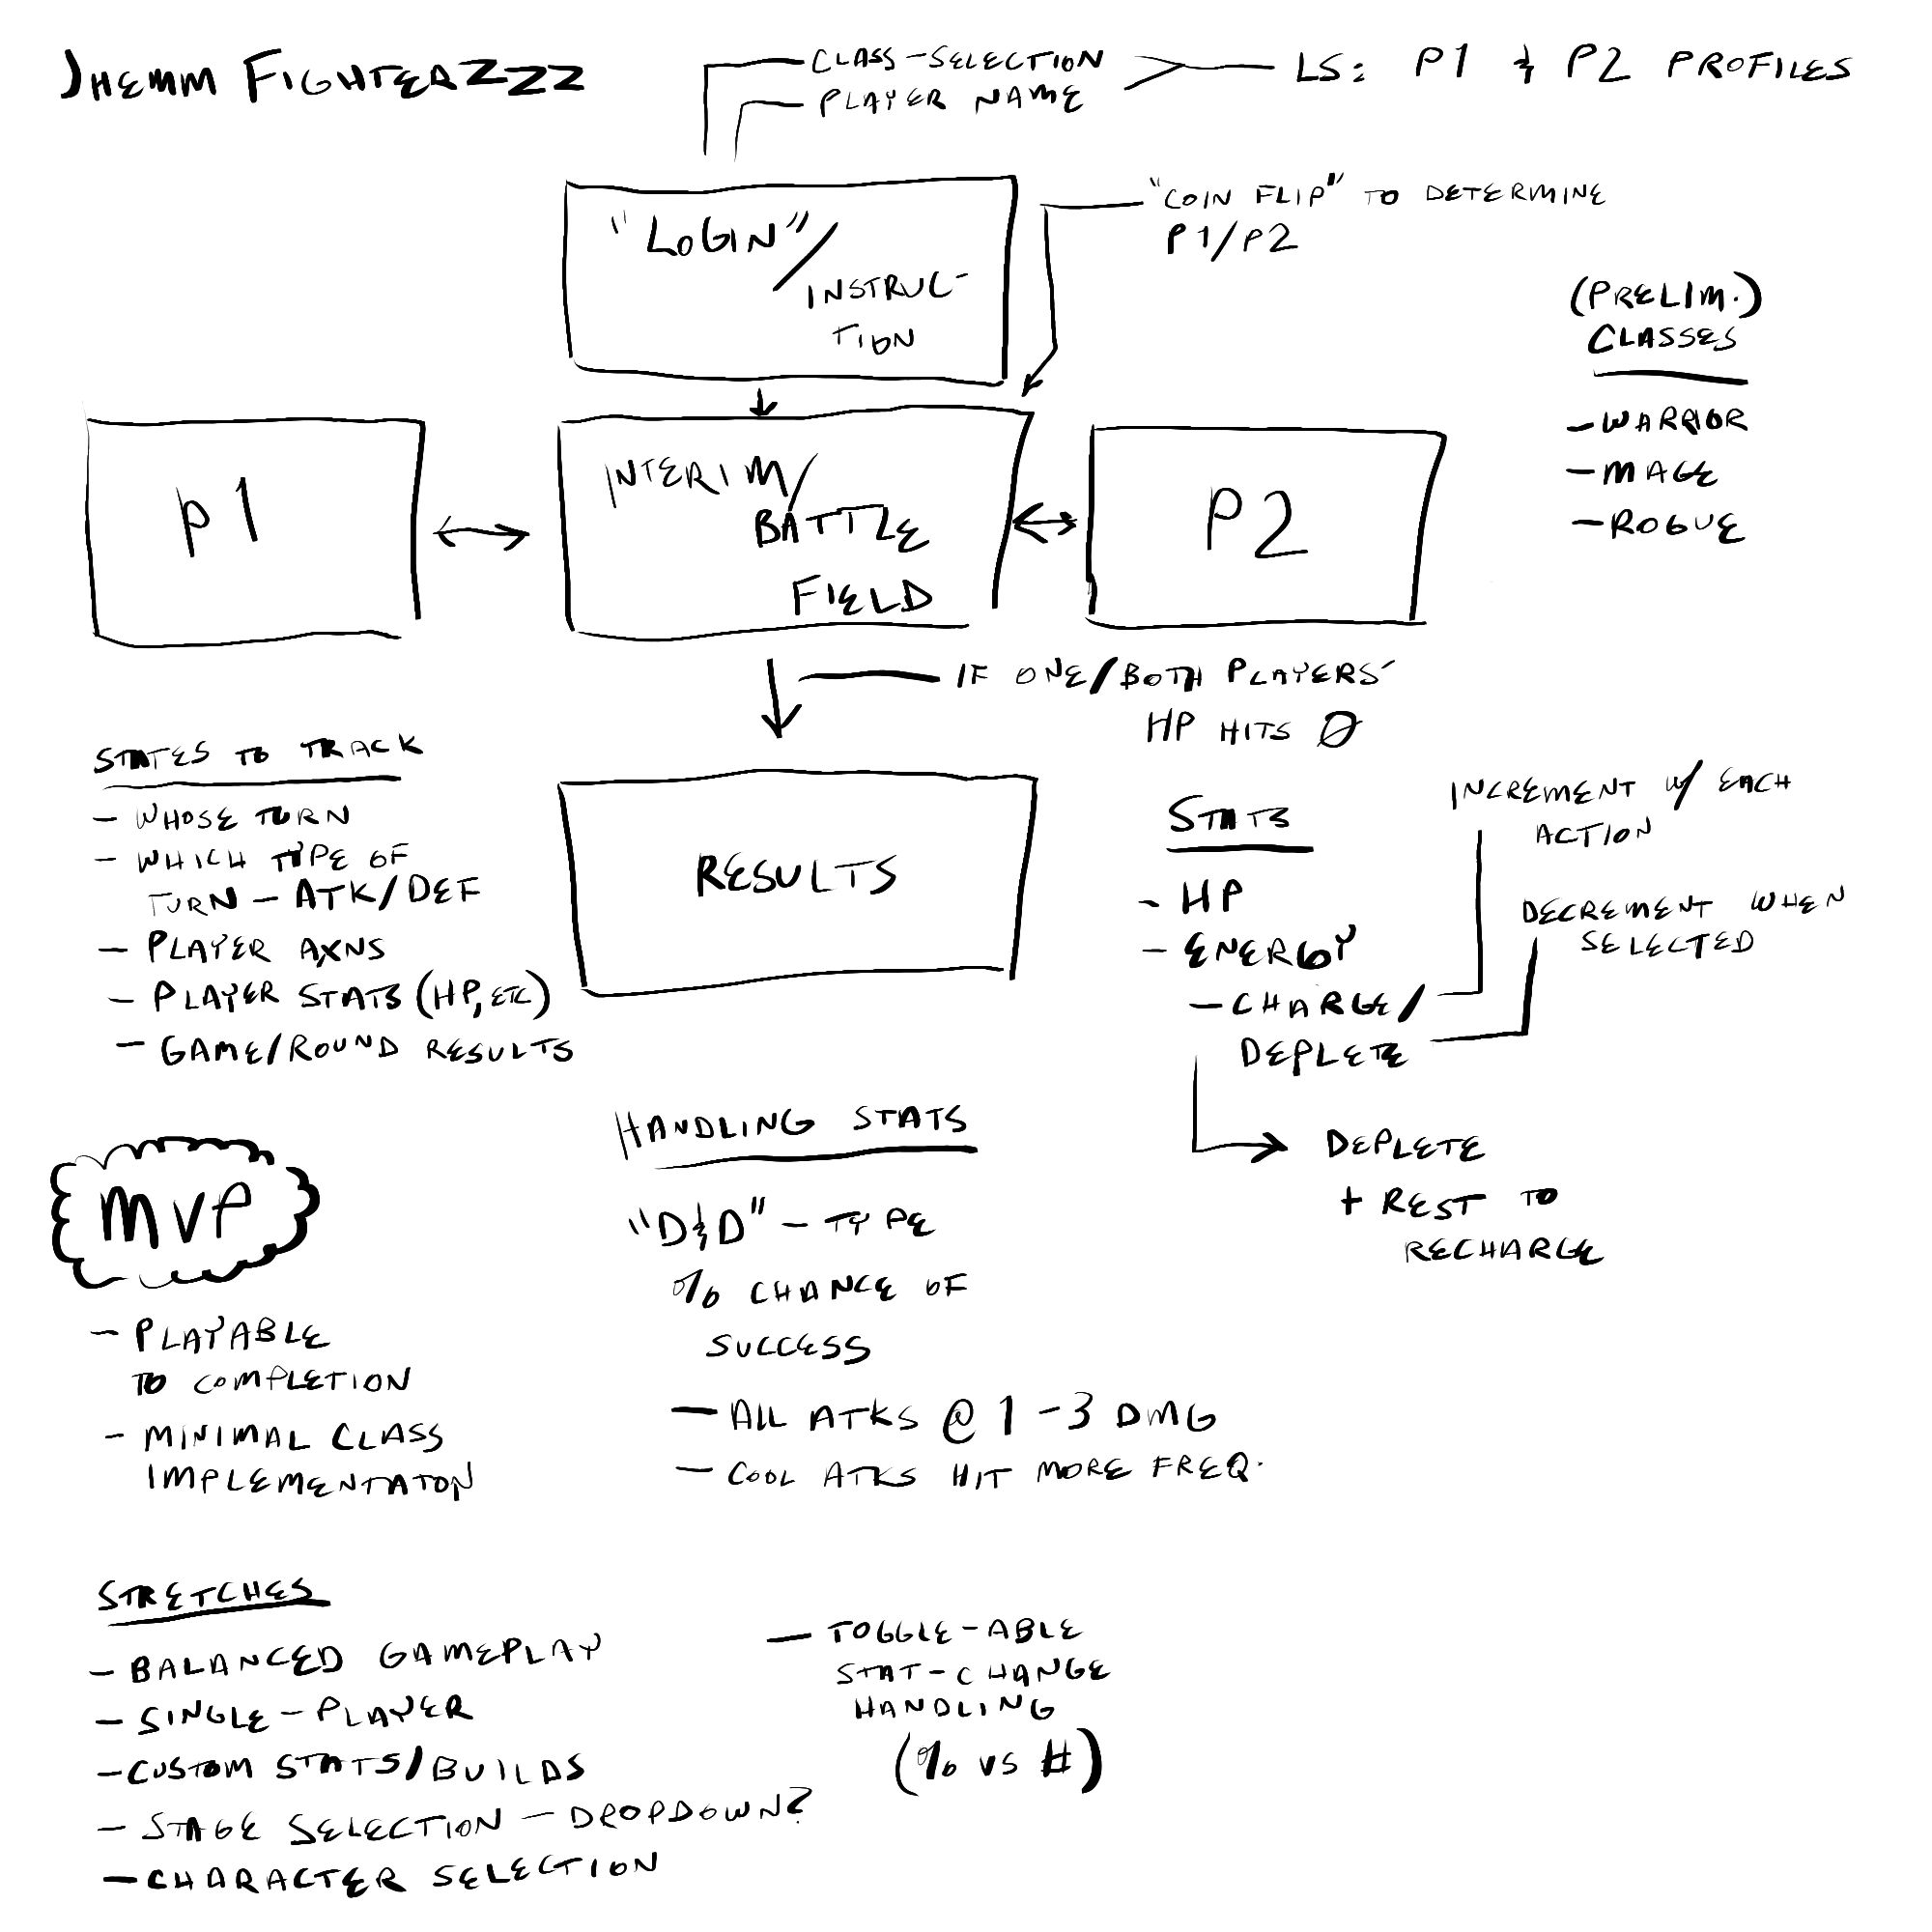 JHEMM FIGHTERZZZ
CLASS-SELECTION
PLAYER NAME
LS: P1 & P2 PROFILES
"LOGIN"/
INSTRUC-
TION
"COIN FLIP" TO DETERMINE
P1/P2
(PRELIM.)
CLASSES
- WARRIOR
- MAGE
- ROGUE
P1
INTERIM/
BATTLE
FIELD
P2
IF ONE/BOTH PLAYERS'
HP HITS 0
STATES TO TRACK
- WHOSE TURN
- WHICH TYPE OF
TURN - ATK/DEF
- PLAYER AXNS
- PLAYER STATS (HP, ETC)
- GAME/ROUND RESULTS
RESULTS
STATS
- HP
- ENERGY
- CHARGE/
DEPLETE
INCREMENT W/ EACH
ACTION
DECREMENT WHEN
SELECTED
DEPLETE
+ REST TO
RECHARGE
MVP
- PLAYABLE
TO COMPLETION
- MINIMAL CLASS
IMPLEMENTATON
HANDLING STATS
"D&D" - TYPE
% CHANCE OF
SUCCESS
- ALL ATKS @ 1-3 DMG
- COOL ATKS HIT MORE FREQ.
STRETCHES
- BALANCED GAMEPLAY
- SINGLE-PLAYER
- CUSTOM STATS/BUILDS
- STAGE SELECTION - DROPDOWN?
- CHARACTER SELECTION
- TOGGLE-ABLE
STAT-CHANGE
HANDLING
(% VS #)